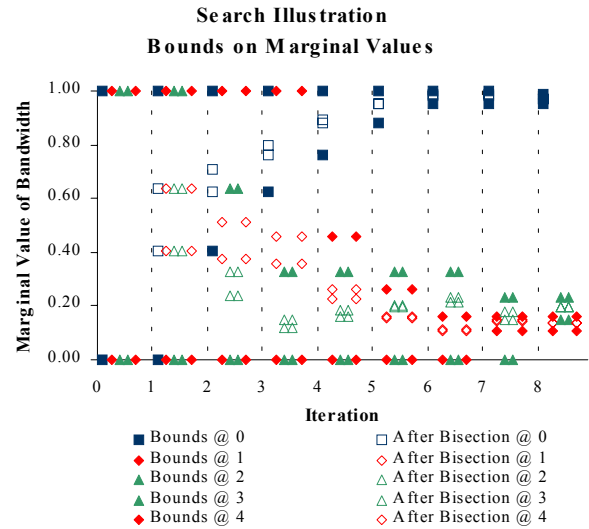 Search Illustration
Bounds on Marginal Values
Marginal Value of Bandwidth
1.00
0.80
0.60
0.40
0.20
0.00
0 1 2 3 4 5 6 7 8
Iteration
Bounds @ 0 After Bisection @ 0
Bounds @ 1 After Bisection @ 1
Bounds @ 2 After Bisection @ 2
Bounds @ 3 After Bisection @ 3
Bounds @ 4 After Bisection @ 4